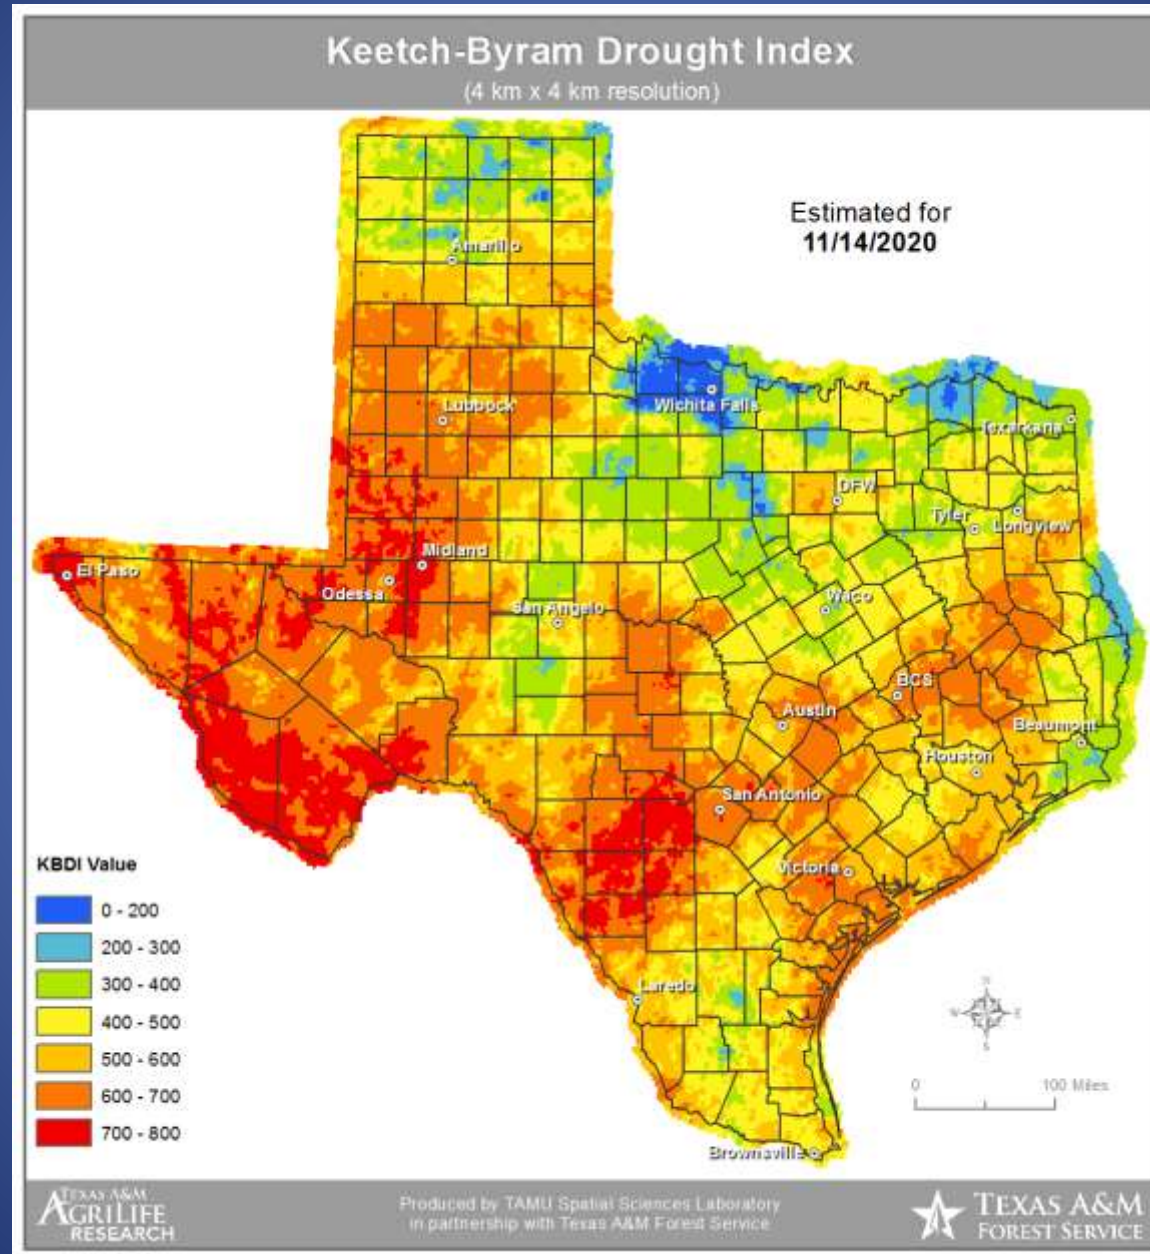 Keetch-Byram Drought Index
(4 km x 4 km resolution)
Estimated for
11/14/2020
Amarillo
Lubbock
Wichita Falls
Texarkana
DFW
Tyler
Longview
Midland
El Paso
Odessa
San Angelo
Waco
BCS
Austin
Beaumont
Houston
San Antonio
Victoria
Laredo
Brownsville
KBDI Value
0 - 200
200 - 300
300 - 400
400 - 500
500 - 600
600 - 700
700 - 800
N
W E
S
0 100 Miles
TEXAS A&M
AGRILIFE
RESEARCH
Produced by TAMU Spatial Sciences Laboratory
in partnership with Texas A&M Forest Service
TEXAS A&M
FOREST SERVICE